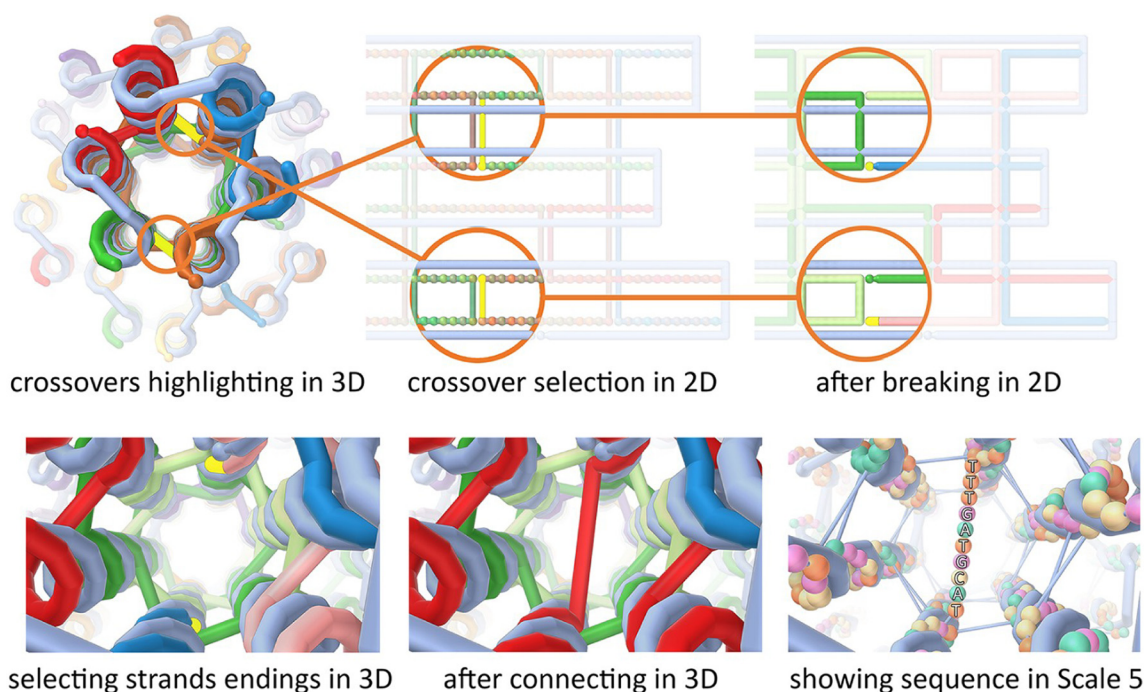 crossovers highlighting in 3D
crossover selection in 2D
after breaking in 2D
TTTGATGCAT
selecting strands endings in 3D
after connecting in 3D
showing sequence in Scale 5